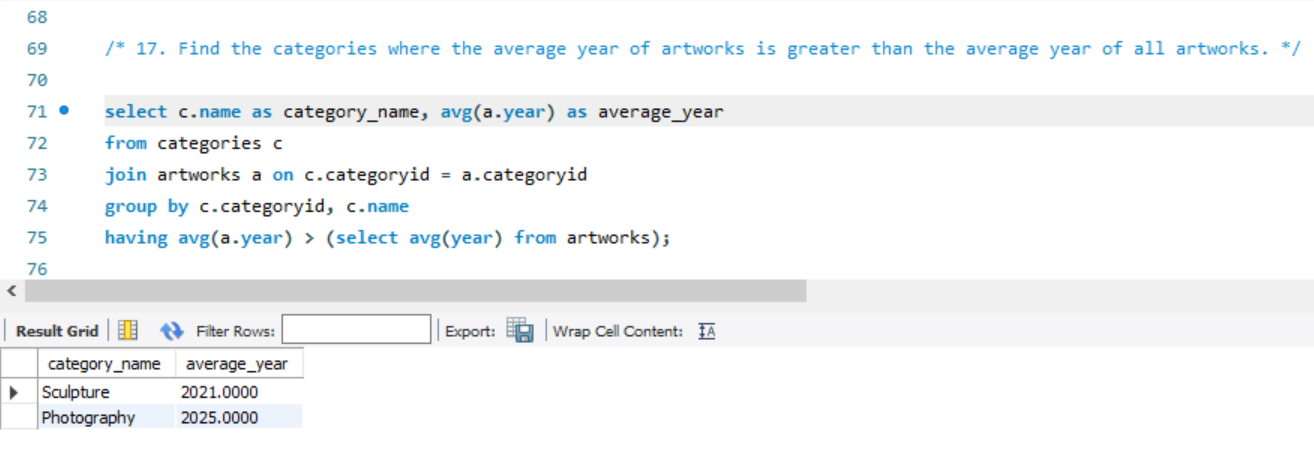 68
69 /* 17. Find the categories where the average year of artworks is greater than the average year of all artworks. */
70
71 select c.name as category_name, avg(a.year) as average_year
72 from categories c
73 join artworks a on c.categoryid = a.categoryid
74 group by c.categoryid, c.name
75 having avg(a.year) > (select avg(year) from artworks);
76
Result Grid Filter Rows: Export: Wrap Cell Content: IA
category_name average_year
Sculpture 2021.0000
Photography 2025.0000